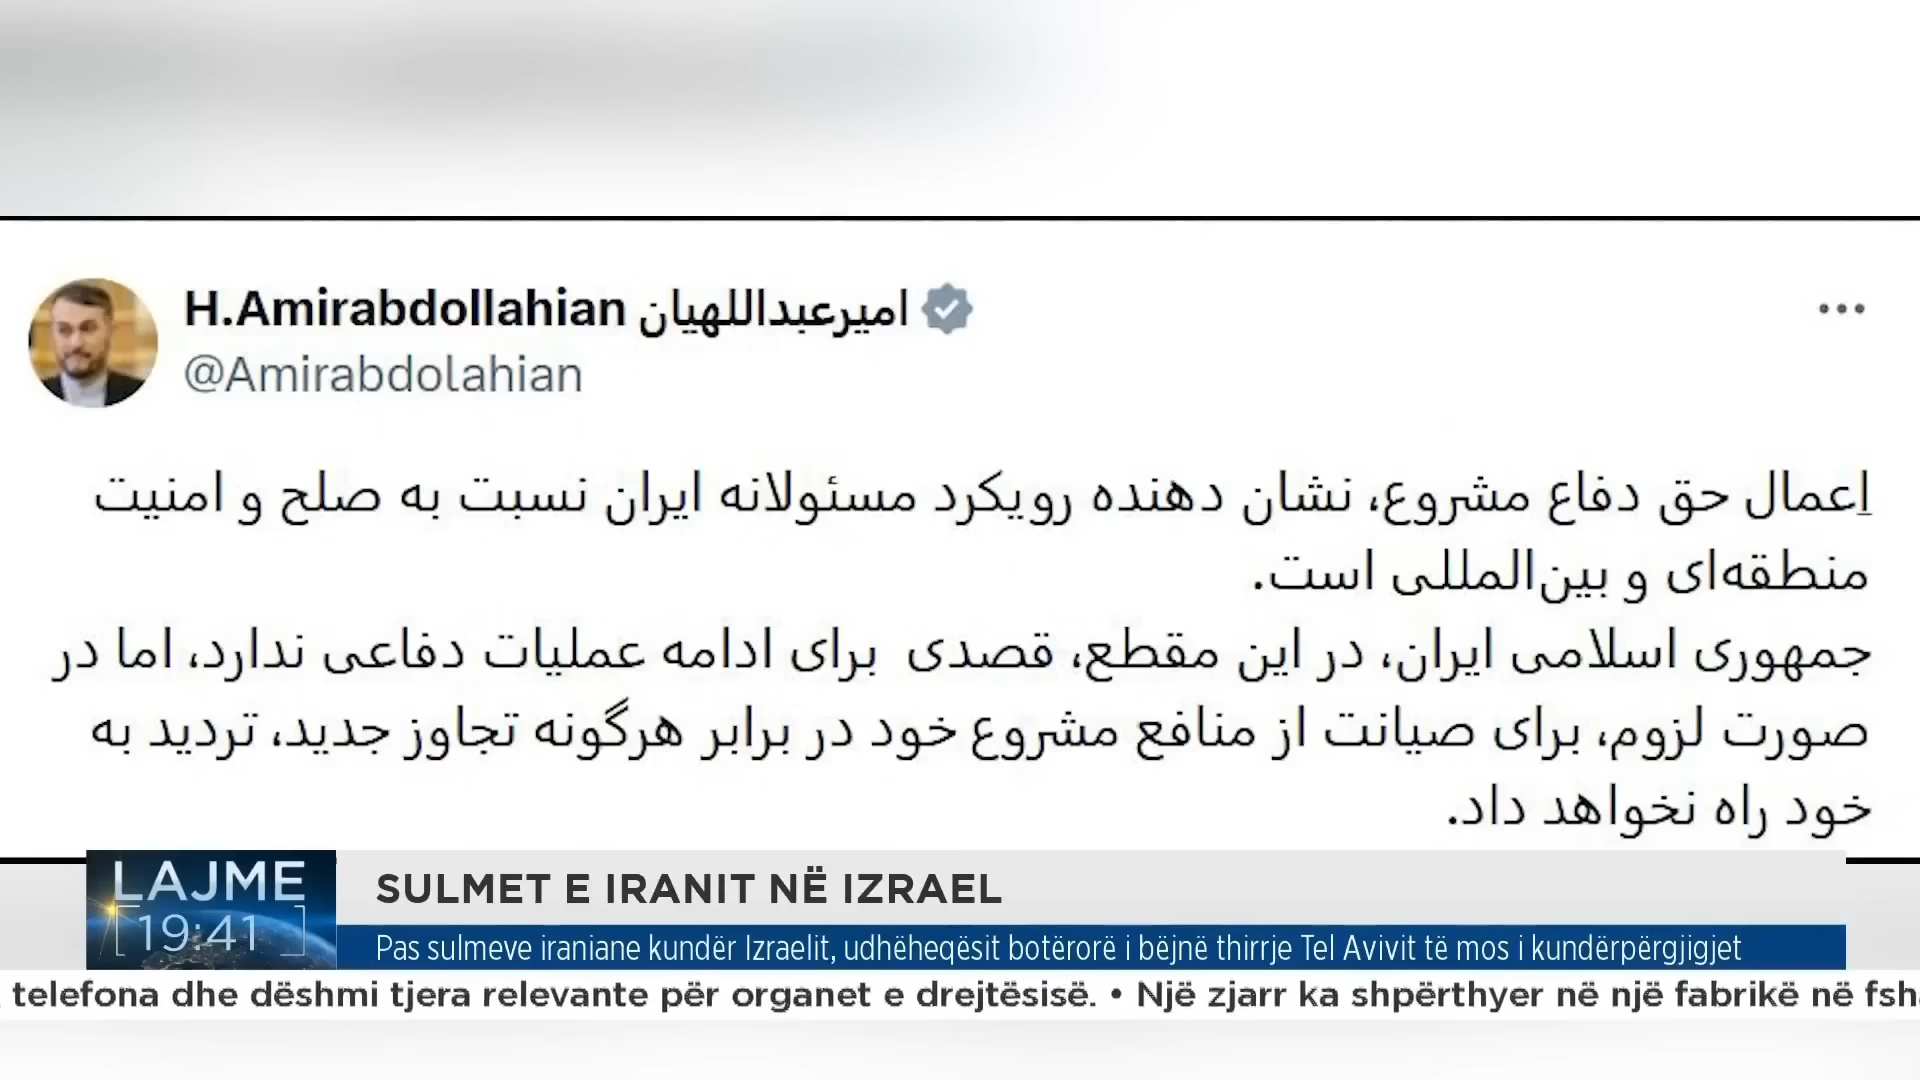 H.Amirabdollahian امیرعبداللهیان
@Amirabdolahian
اِعمال حق دفاع مشروع، نشان دهنده رویکرد مسئولانه ایران نسبت به صلح و امنیت
منطقه‌ای و بین‌المللی است.
جمهوری اسلامی ایران، در این مقطع، قصدی برای ادامه عملیات دفاعی ندارد، اما در
صورت لزوم، برای صیانت از منافع مشروع خود در برابر هرگونه تجاوز جدید، تردید به
خود راه نخواهد داد.
LAJME
19:41
SULMET E IRANIT NË IZRAEL
Pas sulmeve iraniane kundër Izraelit, udhëheqësit botërorë i bëjnë thirrje Tel Avivit të mos i kundërpërgjigjet
telefona dhe dëshmi tjera relevante për organet e drejtësisë. • Një zjarr ka shpërthyer në një fabrikë në fsh